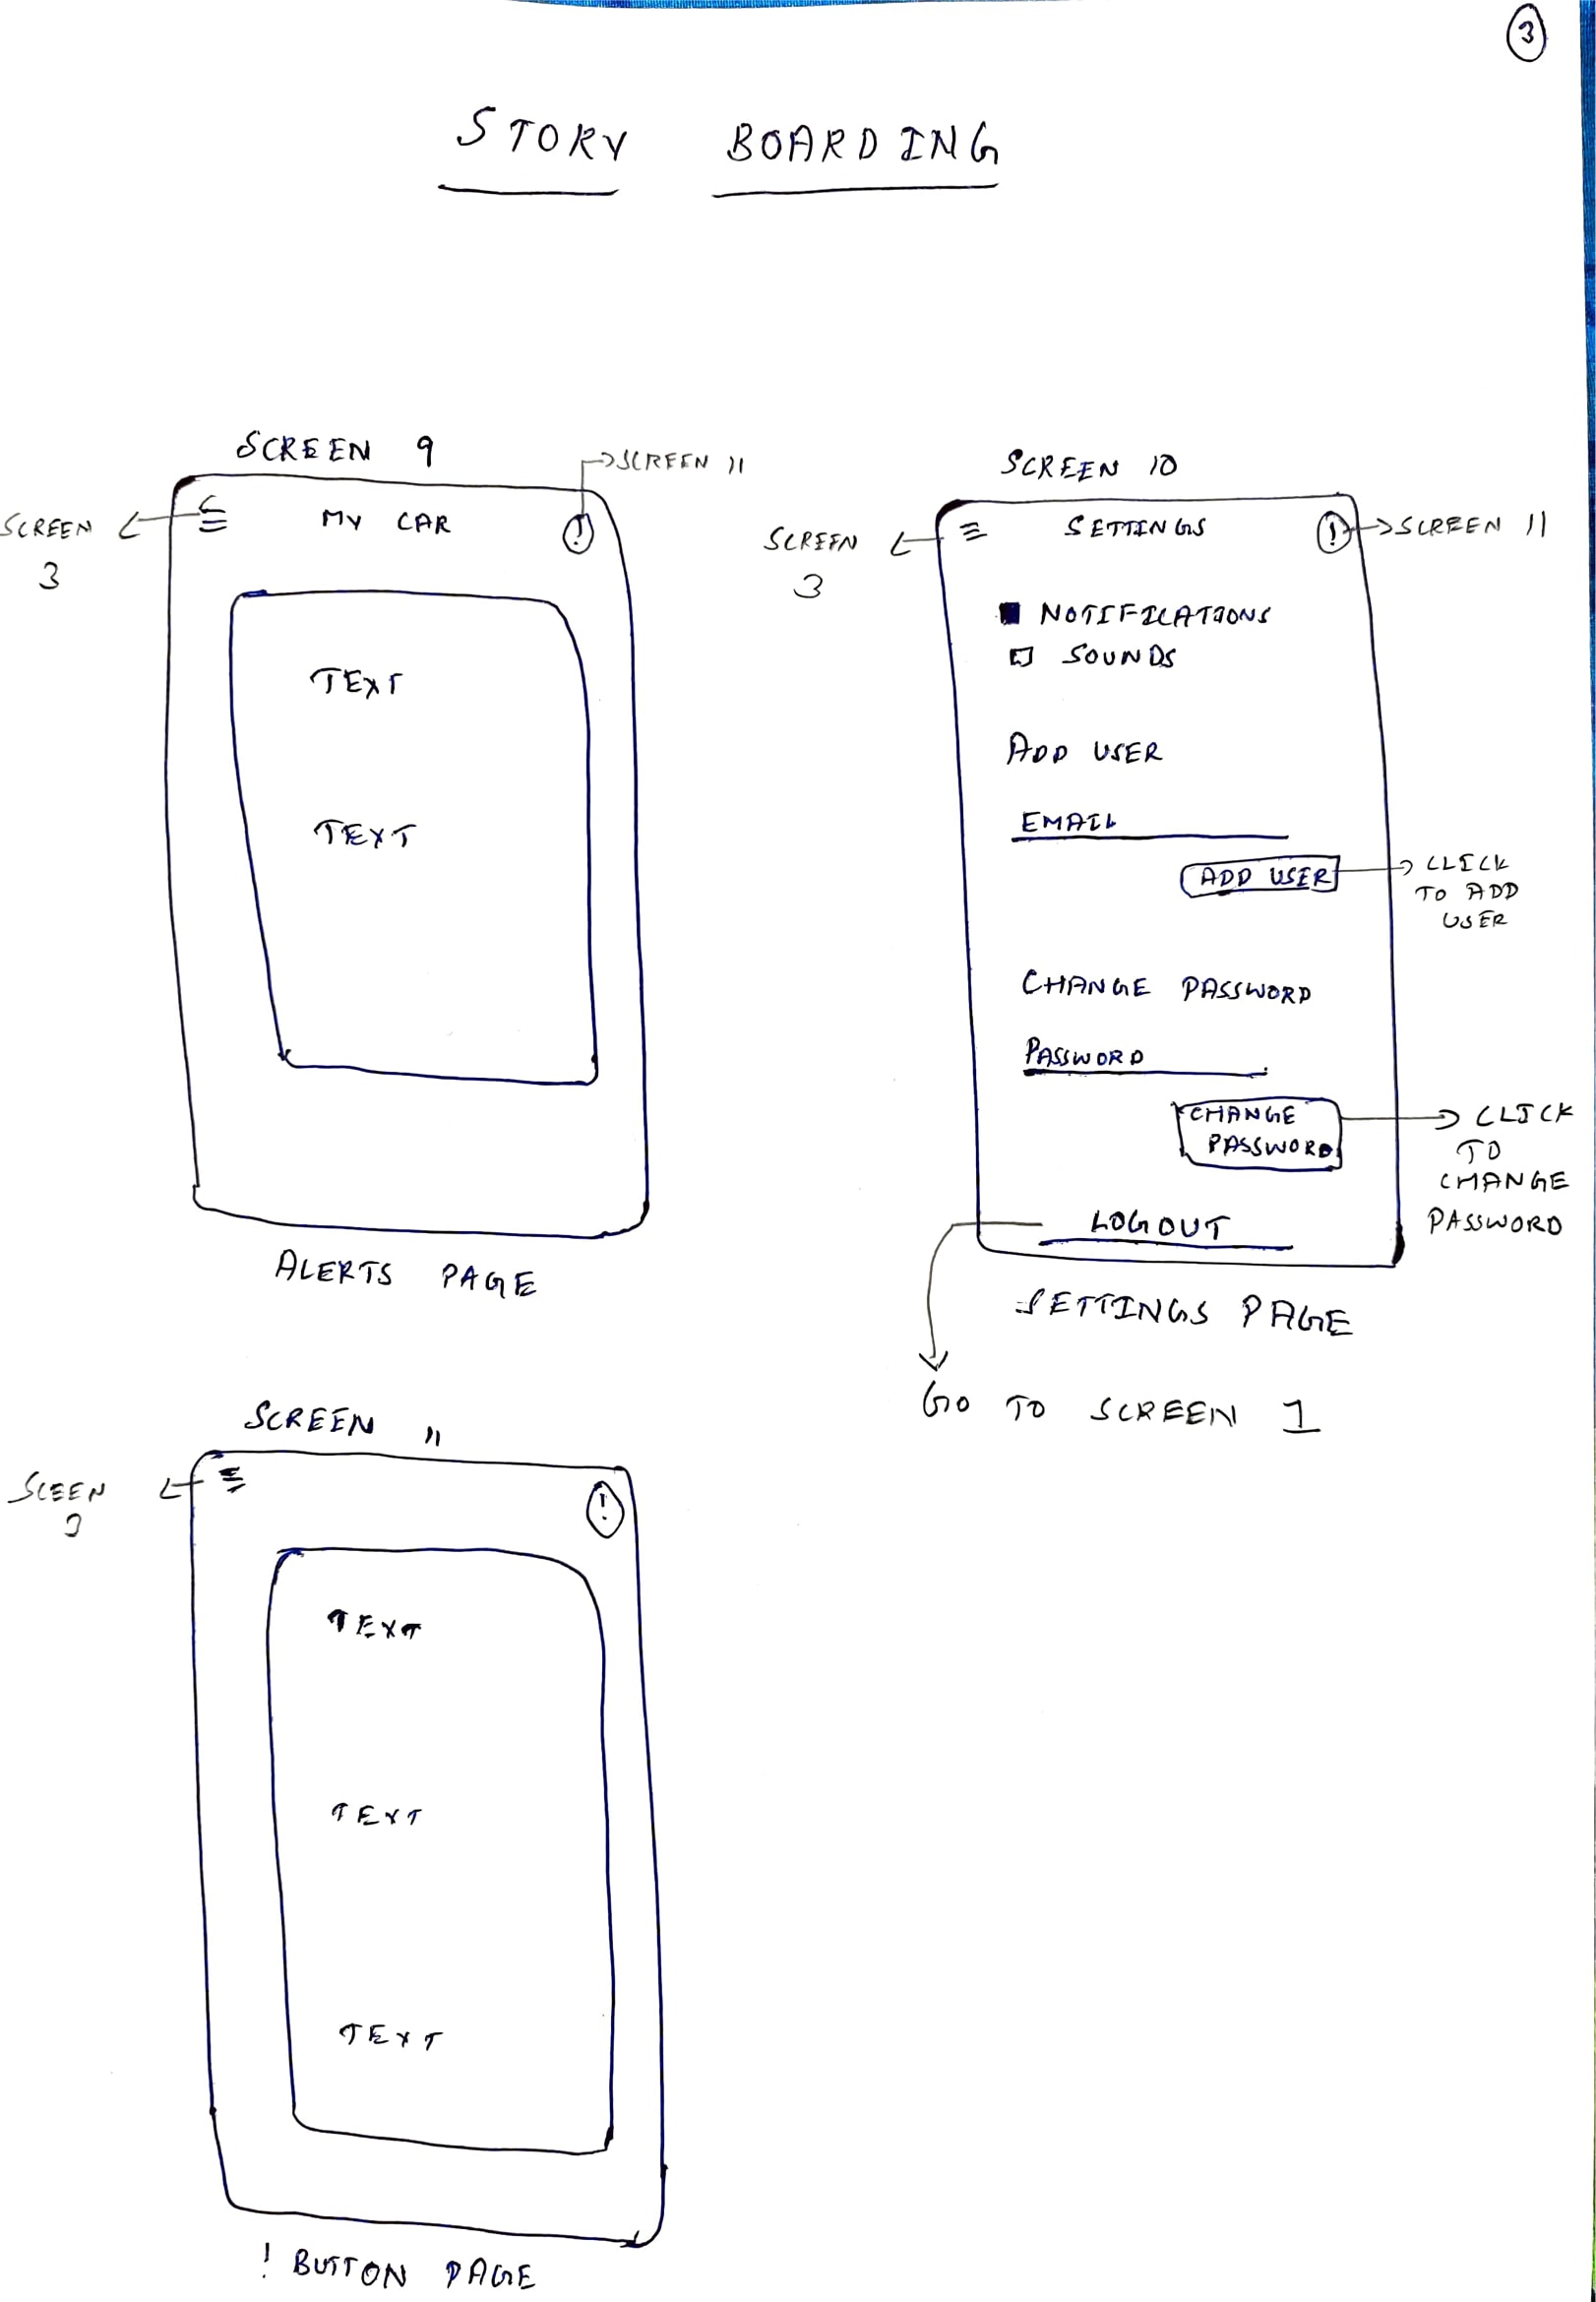 3
STORY BOARDING
SCREEN 9
→SCREEN 11
SCREEN
3
MY CAR
!
TEXT
TEXT
ALERTS PAGE
SCREEN 10
SCREEN
3
SETTINGS
!
→SCREEN 11
NOTIFICATIONS
SOUNDS
ADD USER
EMAIL
ADD USER
CLICK
TO ADD
USER
CHANGE PASSWORD
PASSWORD
CHANGE
PASSWORD
CLICK
TO
CHANGE
PASSWORD
LOGOUT
SETTINGS PAGE
GO TO SCREEN 1
SCREEN 11
SCEEN
3
!
TEXT
TEXT
TEXT
! BUTTON PAGE